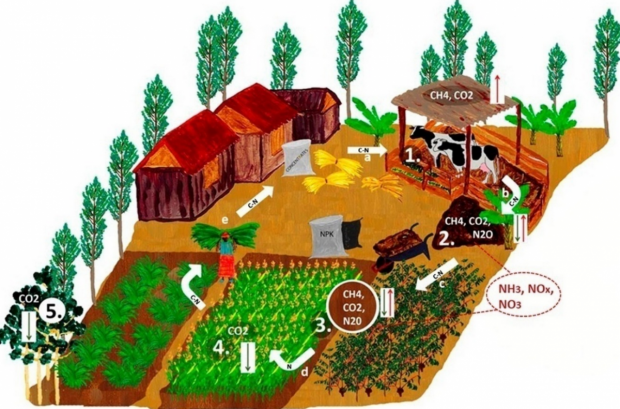 CH4, CO2
1.
C-N
a
CONCENTRATES
b
C-N
C-N
e
CH4, CO2,
N2O
2.
NPK
CO2
5.
C-N
CH4,
CO2,
N20
3.
C-N
c
NH3, NOx,
NO3
CO2
4.
N
d